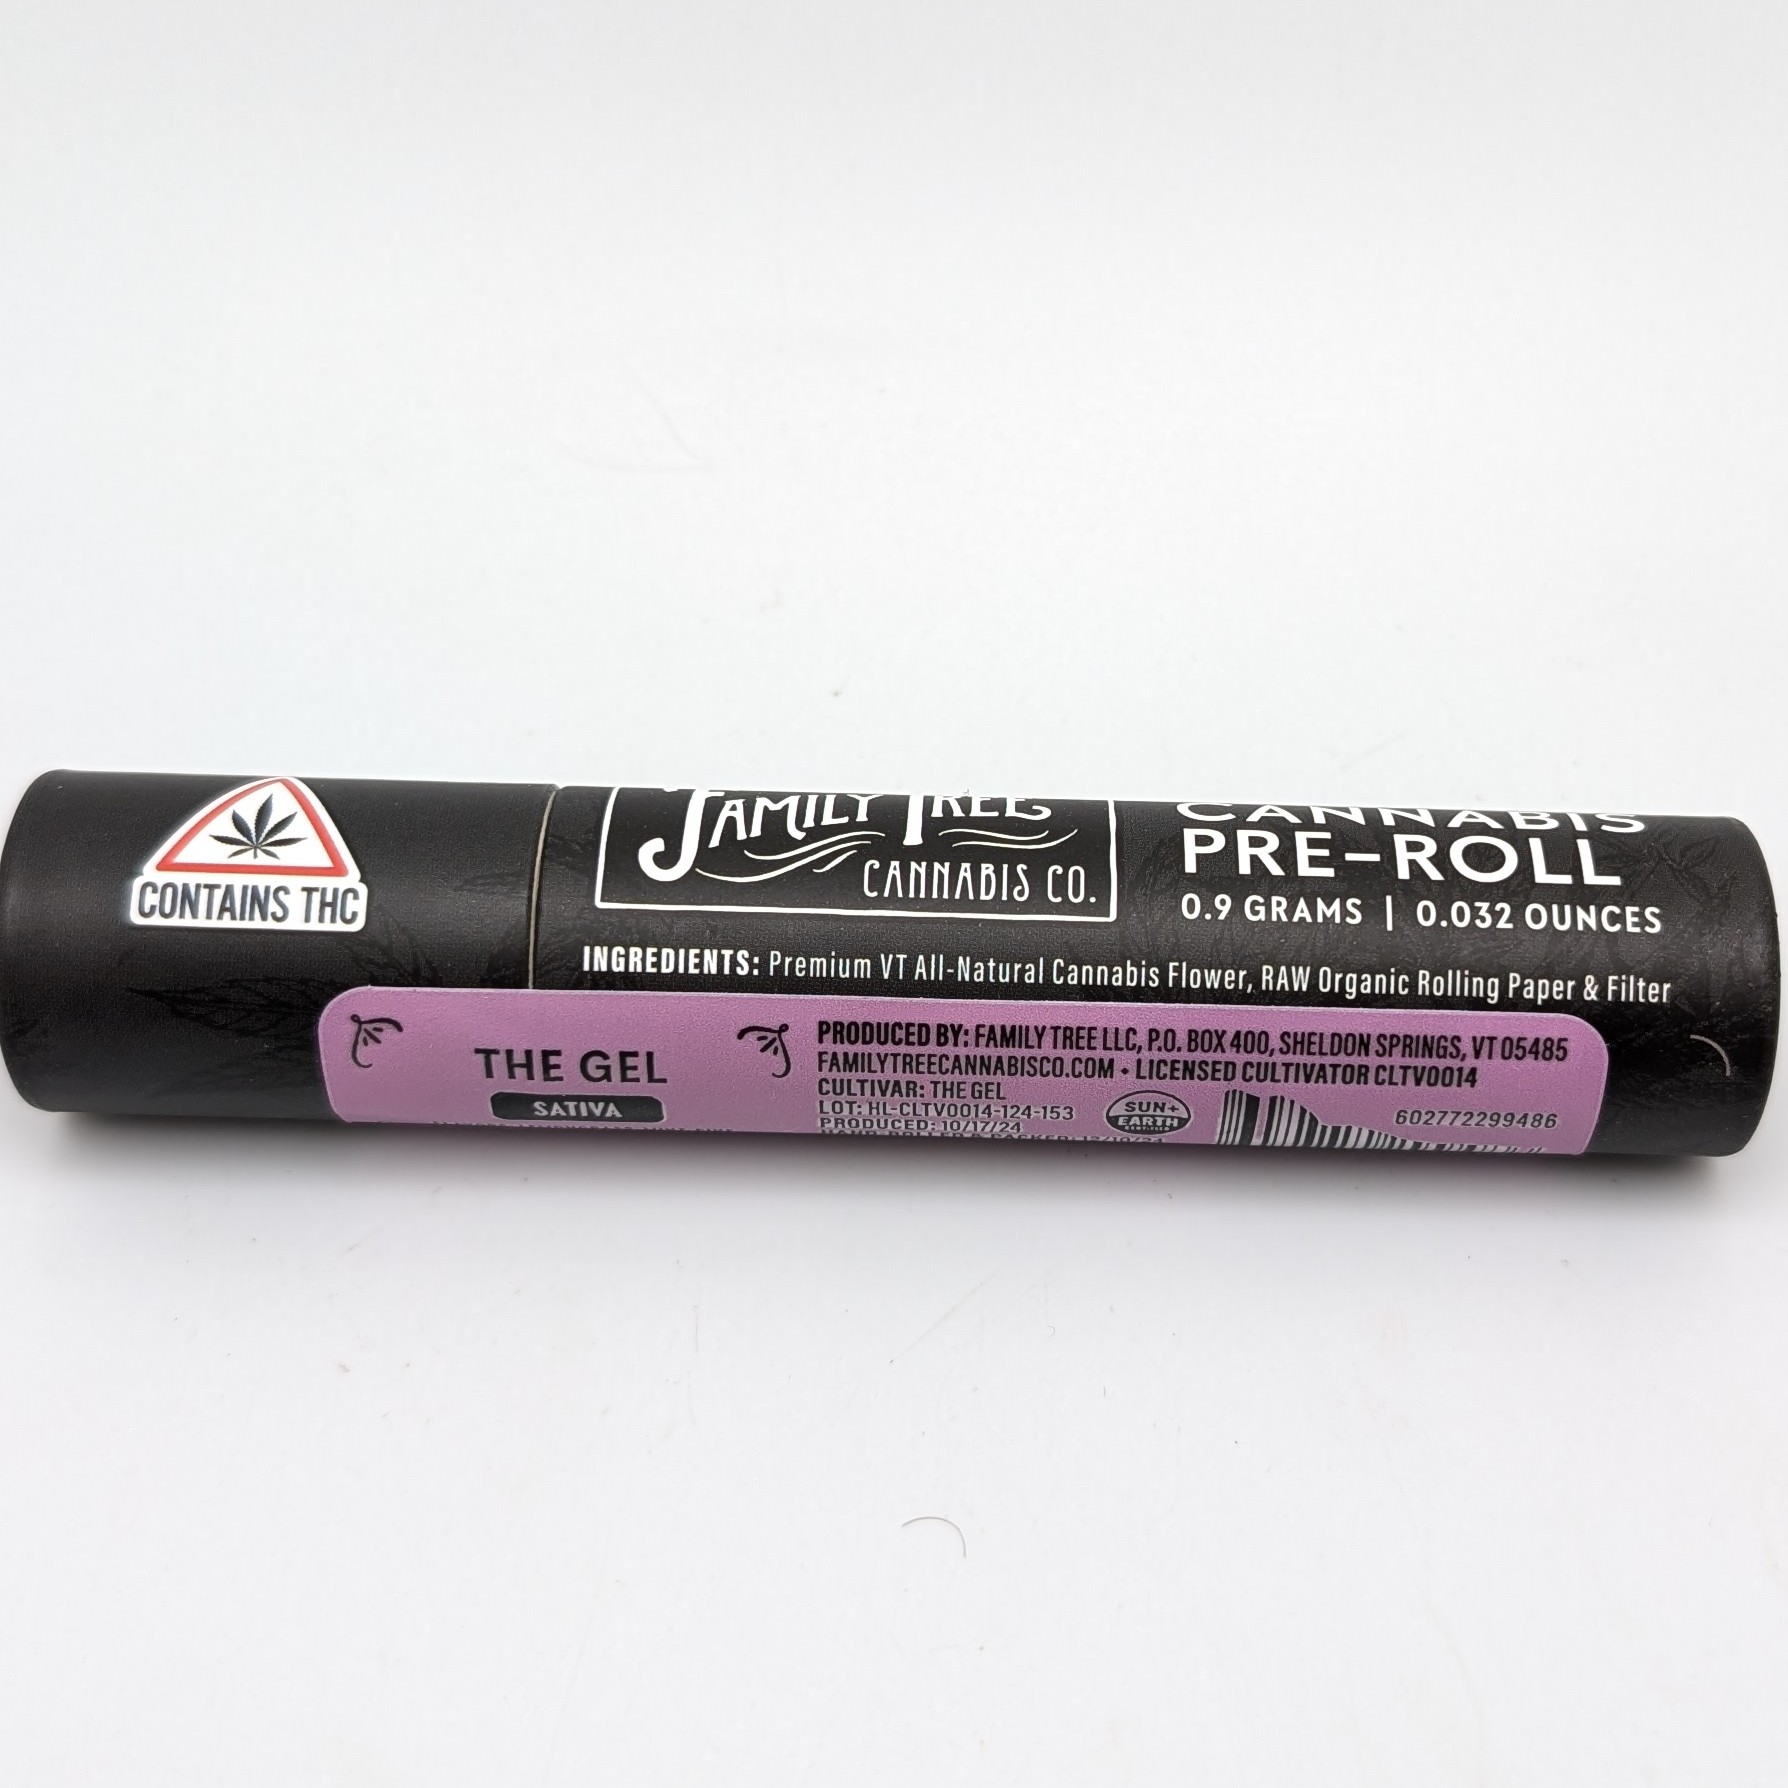 CONTAINS THC
FAMILY TREE
CANNABIS CO.
CANNABIS
PRE-ROLL
0.9 GRAMS | 0.032 OUNCES
INGREDIENTS: Premium VT All-Natural Cannabis Flower, RAW Organic Rolling Paper & Filter
THE GEL
SATIVA
PRODUCED BY: FAMILY TREE LLC, P.O. BOX 400, SHELDON SPRINGS, VT 05485
FAMILYTREECANNABISCO.COM • LICENSED CULTIVATOR CLTV0014
CULTIVAR: THE GEL
LOT: HL-CLTV0014-124-153
PRODUCED: 10/17/24
SUN+
EARTH
CERTIFIED
602772299486